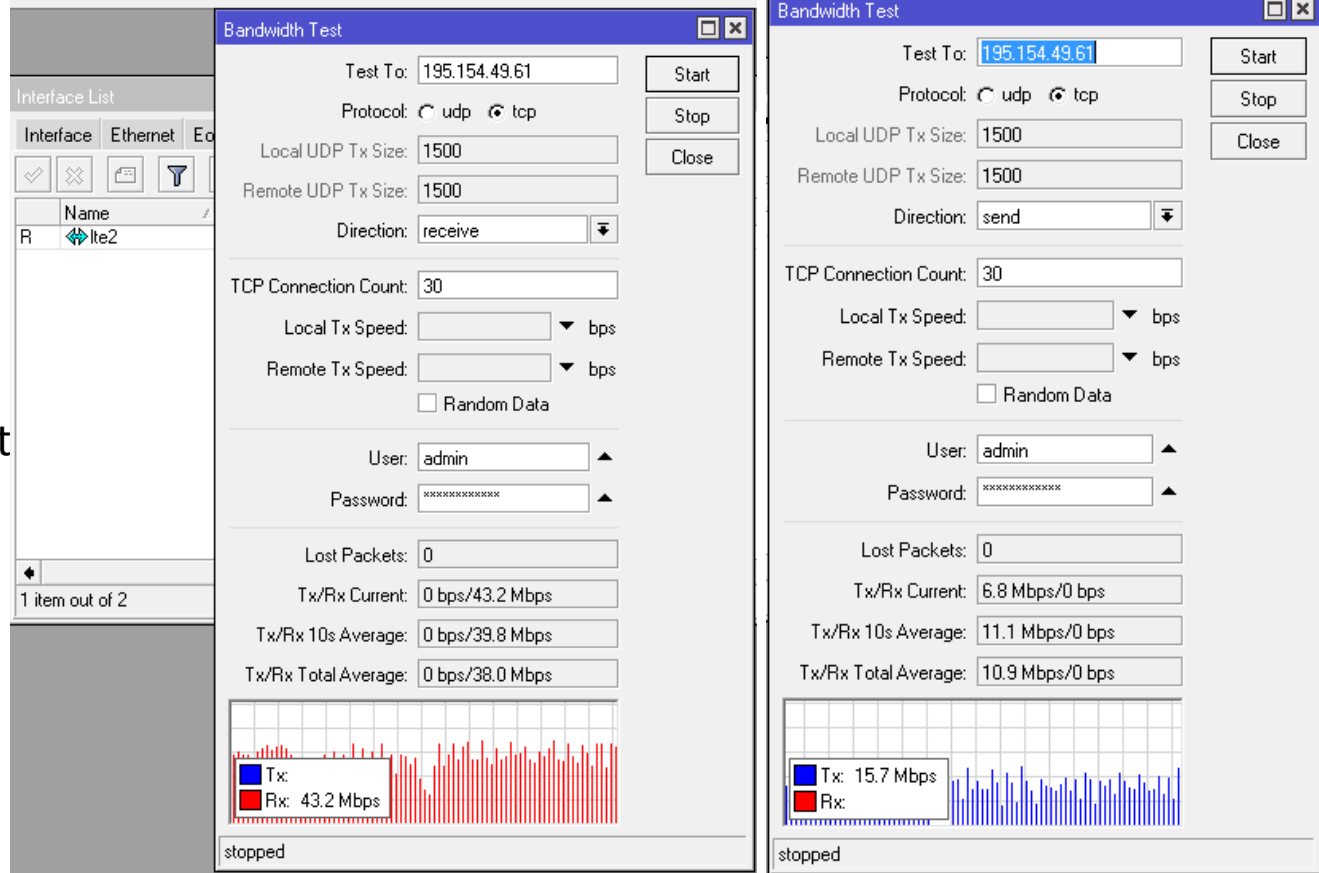 Interface List
Interface Ethernet Eo
Name
R lte2
1 item out of 2
t
Bandwidth Test
Test To: 195.154.49.61
Start
Protocol: udp tcp
Stop
Local UDP Tx Size: 1500
Close
Remote UDP Tx Size: 1500
Direction: receive
TCP Connection Count: 30
Local Tx Speed: bps
Remote Tx Speed: bps
Random Data
User: admin
Password: ************
Lost Packets: 0
Tx/Rx Current: 0 bps/43.2 Mbps
Tx/Rx 10s Average: 0 bps/39.8 Mbps
Tx/Rx Total Average: 0 bps/38.0 Mbps
Tx:
Rx: 43.2 Mbps
stopped
Bandwidth Test
Test To: 195.154.49.61
Start
Protocol: udp tcp
Stop
Local UDP Tx Size: 1500
Close
Remote UDP Tx Size: 1500
Direction: send
TCP Connection Count: 30
Local Tx Speed: bps
Remote Tx Speed: bps
Random Data
User: admin
Password: ************
Lost Packets: 0
Tx/Rx Current: 6.8 Mbps/0 bps
Tx/Rx 10s Average: 11.1 Mbps/0 bps
Tx/Rx Total Average: 10.9 Mbps/0 bps
Tx: 15.7 Mbps
Rx:
stopped